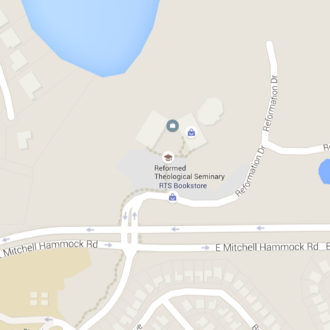 Reformation Dr
Reformed
Theological Seminary
RTS Bookstore
Reformation Dr
Mitchell Hammock Rd
E Mitchell Hammock Rd